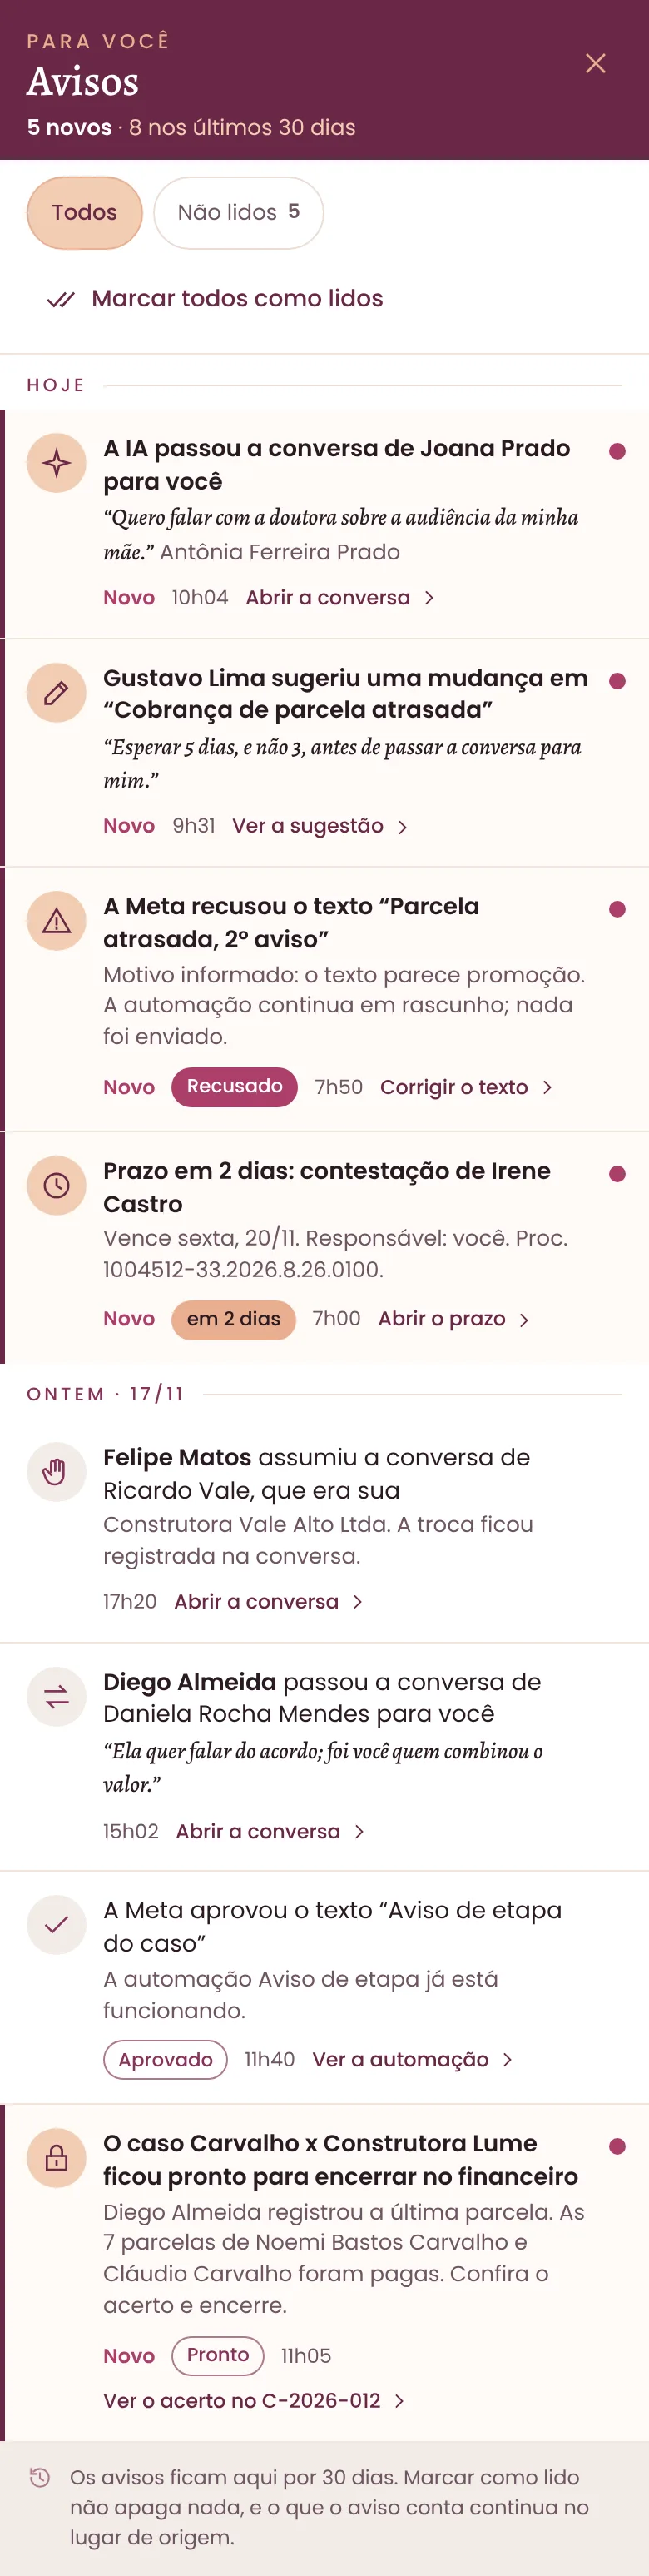 PARA VOCÊ
Avisos
5 novos · 8 nos últimos 30 dias
Todos
Não lidos 5
Marcar todos como lidos
HOJE
A IA passou a conversa de Joana Prado
para você
“Quero falar com a doutora sobre a audiência da minha
mãe.” Antônia Ferreira Prado
Novo 10h04 Abrir a conversa
Gustavo Lima sugeriu uma mudança em
“Cobrança de parcela atrasada”
“Esperar 5 dias, e não 3, antes de passar a conversa para
mim.”
Novo 9h31 Ver a sugestão
A Meta recusou o texto “Parcela
atrasada, 2º aviso”
Motivo informado: o texto parece promoção.
A automação continua em rascunho; nada
foi enviado.
Novo Recusado 7h50 Corrigir o texto
Prazo em 2 dias: contestação de Irene
Castro
Vence sexta, 20/11. Responsável: você. Proc.
1004512-33.2026.8.26.0100.
Novo em 2 dias 7h00 Abrir o prazo
ONTEM · 17/11
Felipe Matos assumiu a conversa de
Ricardo Vale, que era sua
Construtora Vale Alto Ltda. A troca ficou
registrada na conversa.
17h20 Abrir a conversa
Diego Almeida passou a conversa de
Daniela Rocha Mendes para você
“Ela quer falar do acordo; foi você quem combinou o
valor.”
15h02 Abrir a conversa
A Meta aprovou o texto “Aviso de etapa
do caso”
A automação Aviso de etapa já está
funcionando.
Aprovado 11h40 Ver a automação
O caso Carvalho x Construtora Lume
ficou pronto para encerrar no financeiro
Diego Almeida registrou a última parcela. As
7 parcelas de Noemi Bastos Carvalho e
Cláudio Carvalho foram pagas. Confira o
acerto e encerre.
Novo Pronto 11h05
Ver o acerto no C-2026-012
Os avisos ficam aqui por 30 dias. Marcar como lido
não apaga nada, e o que o aviso conta continua no
lugar de origem.